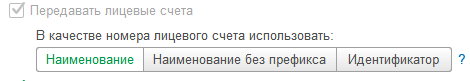 Передавать лицевые счета
В качестве номера лицевого счета использовать:
Наименование Наименование без префикса Идентификатор ?